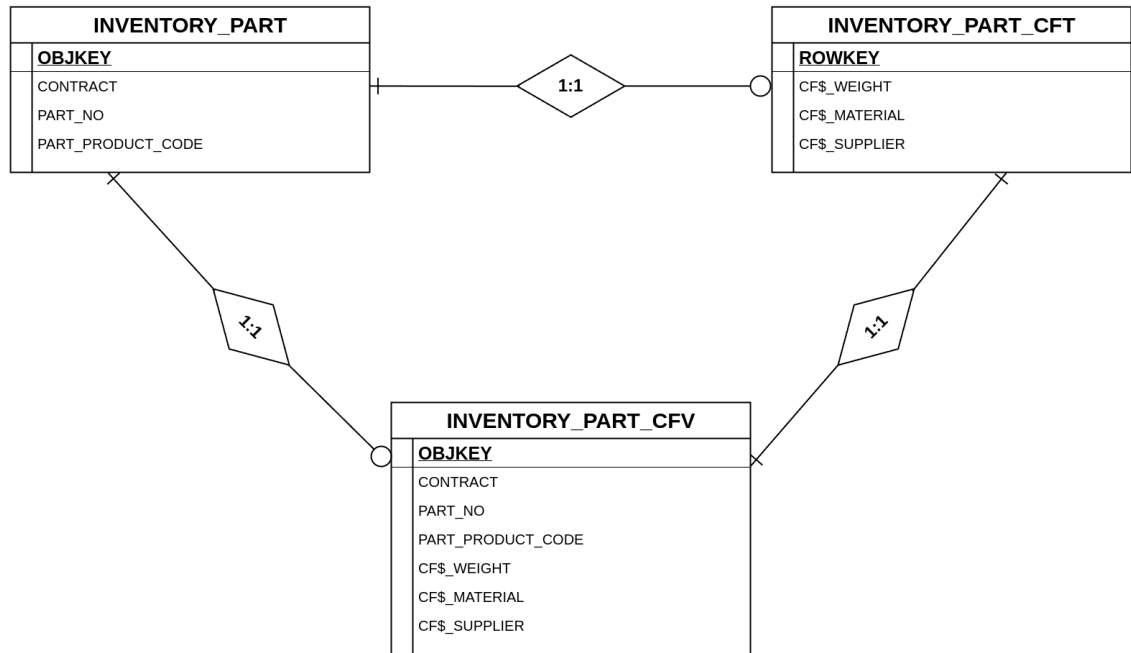 INVENTORY_PART
OBJKEY
CONTRACT
PART_NO
PART_PRODUCT_CODE
1:1
INVENTORY_PART_CFT
ROWKEY
CF$_WEIGHT
CF$_MATERIAL
CF$_SUPPLIER
1:1
1:1
INVENTORY_PART_CFV
OBJKEY
CONTRACT
PART_NO
PART_PRODUCT_CODE
CF$_WEIGHT
CF$_MATERIAL
CF$_SUPPLIER